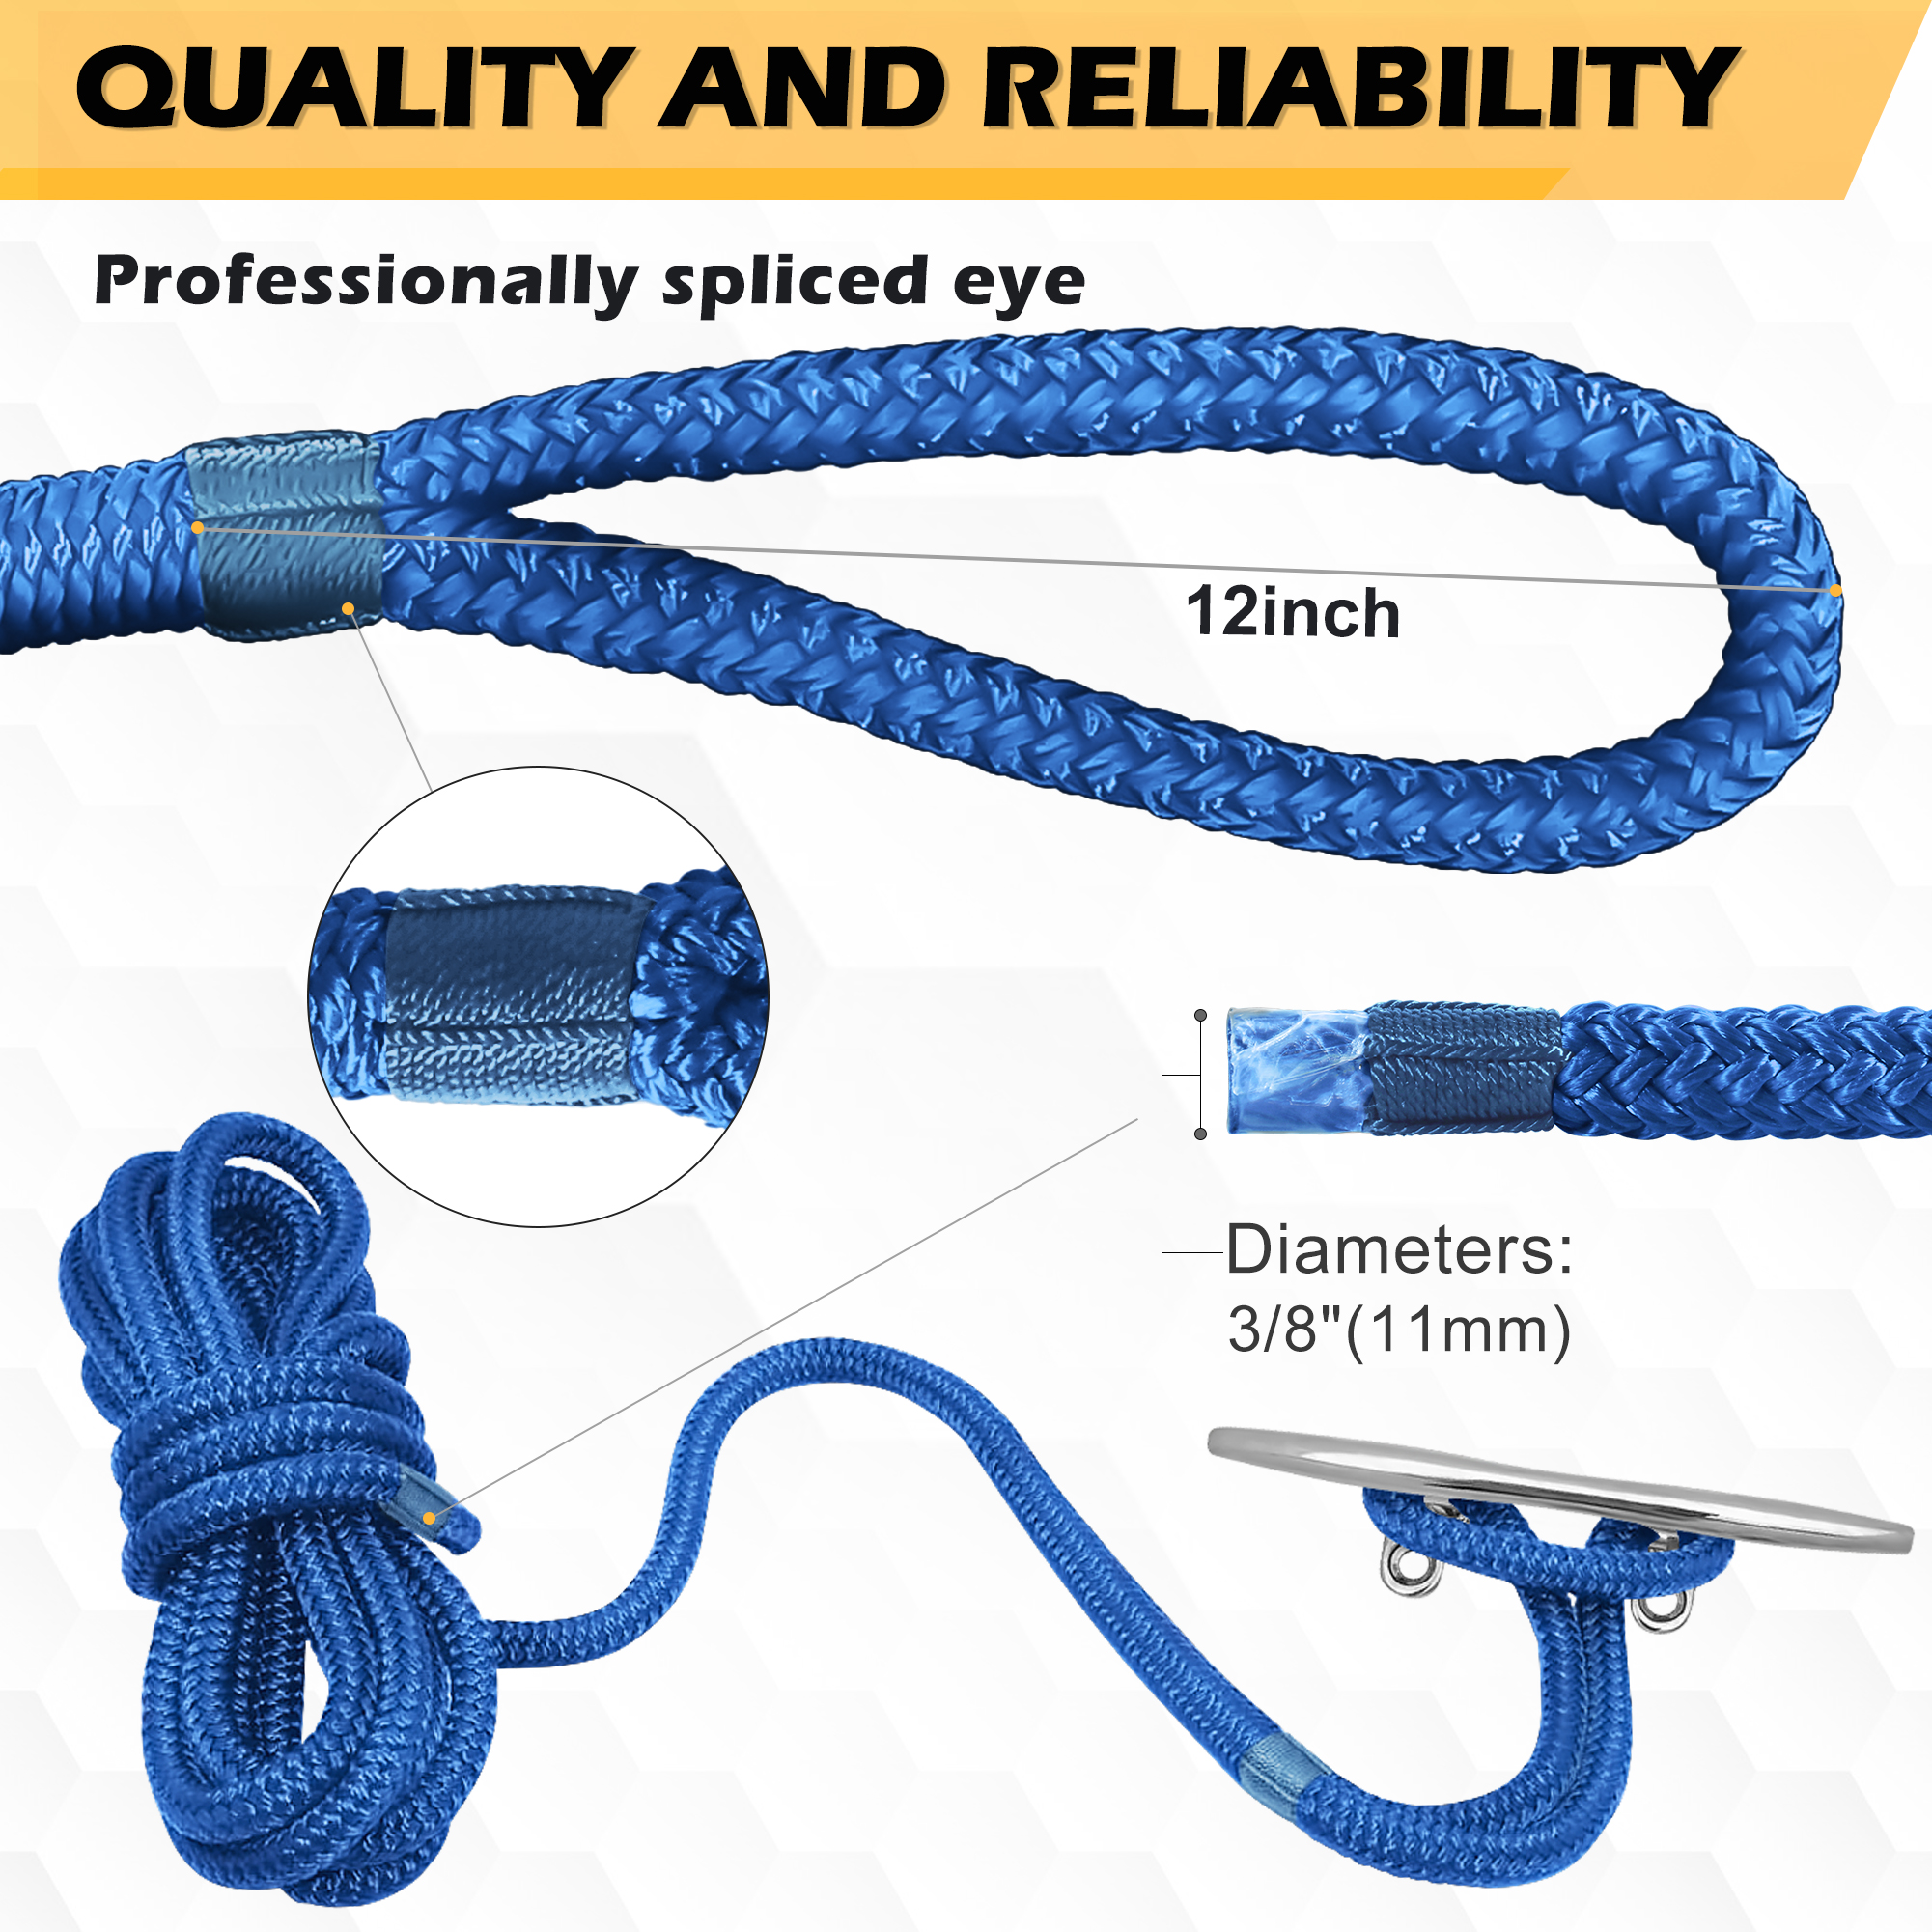 QUALITY AND RELIABILITY
Professionally spliced eye
12inch
Diameters:
3/8"(11mm)